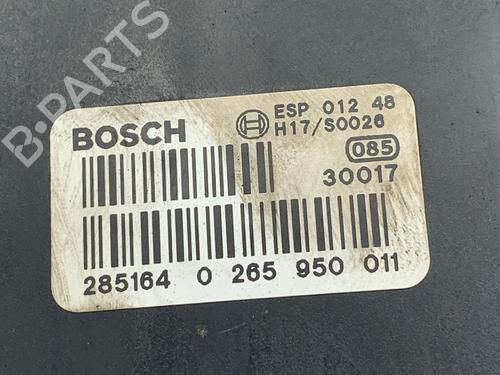 B-PARTS
BOSCH
ESP 012 48
H17/S0026
085
30017
285164 0 265 950 011